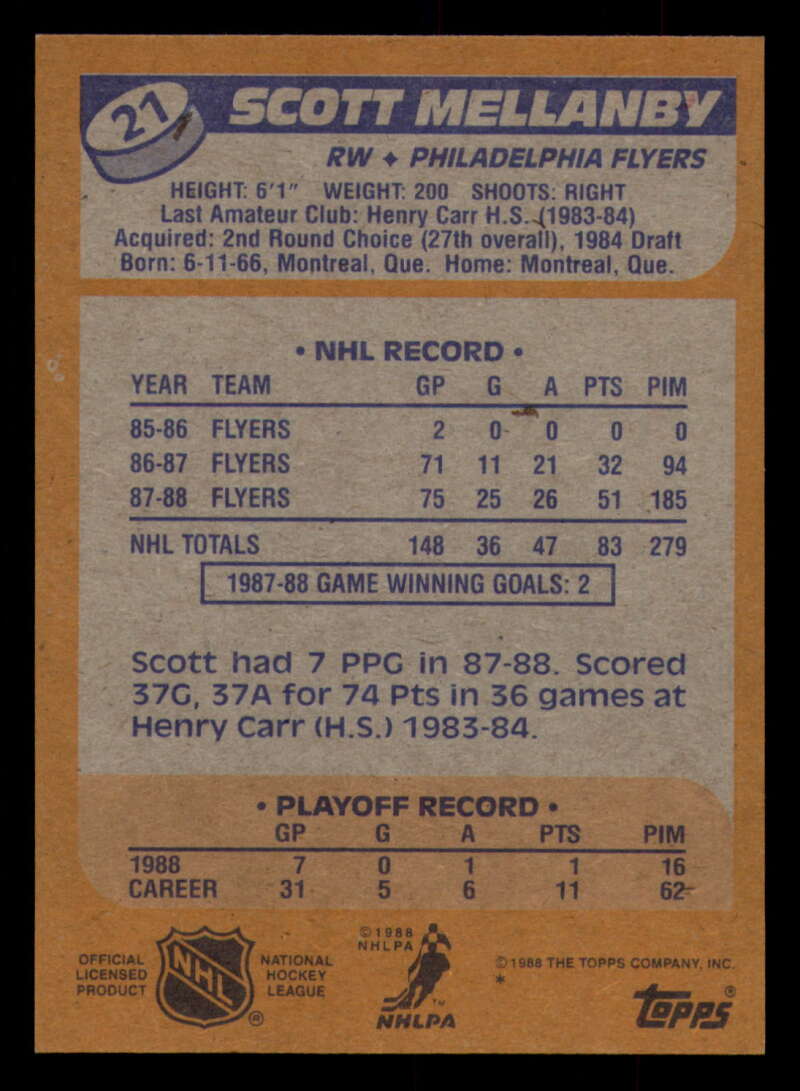 21 SCOTT MELLANBY
RW ♦ PHILADELPHIA FLYERS
HEIGHT: 6'1" WEIGHT: 200 SHOOTS: RIGHT
Last Amateur Club: Henry Carr H.S. (1983-84)
Acquired: 2nd Round Choice (27th overall), 1984 Draft
Born: 6-11-66, Montreal, Que. Home: Montreal, Que.
• NHL RECORD •
YEAR TEAM GP G A PTS PIM
85-86 FLYERS 2 0 0 0 0
86-87 FLYERS 71 11 21 32 94
87-88 FLYERS 75 25 26 51 185
NHL TOTALS 148 36 47 83 279
1987-88 GAME WINNING GOALS: 2
Scott had 7 PPG in 87-88. Scored
37G, 37A for 74 Pts in 36 games at
Henry Carr (H.S.) 1983-84.
• PLAYOFF RECORD •
GP G A PTS PIM
1988 7 0 1 1 16
CAREER 31 5 6 11 62
OFFICIAL
LICENSED
PRODUCT
NHL
®
NATIONAL
HOCKEY
LEAGUE
©1988
NHLPA
™
NHLPA
©1988 THE TOPPS COMPANY, INC.
*
topps®